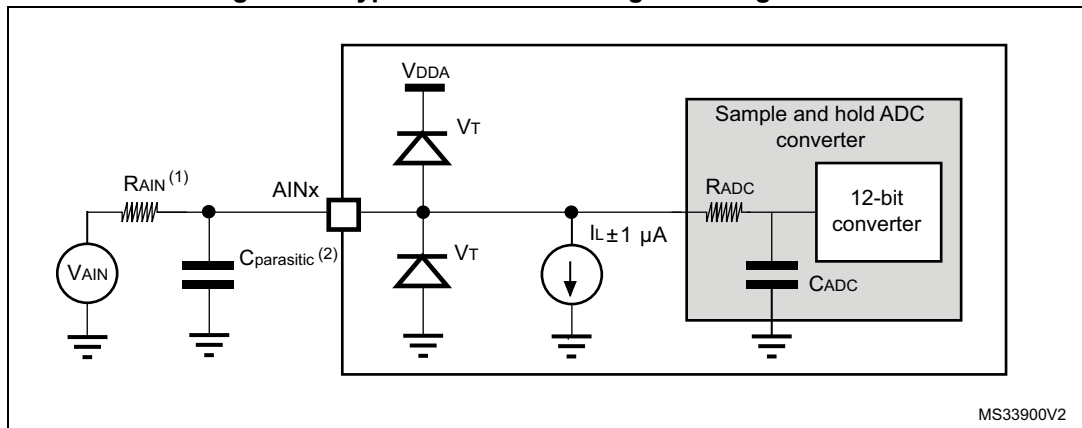 VDDA
VT
Sample and hold ADC
converter
RAIN (1)
AINx
RADC
12-bit
converter
IL±1 µA
VAIN
Cparasitic (2)
VT
CADC
MS33900V2